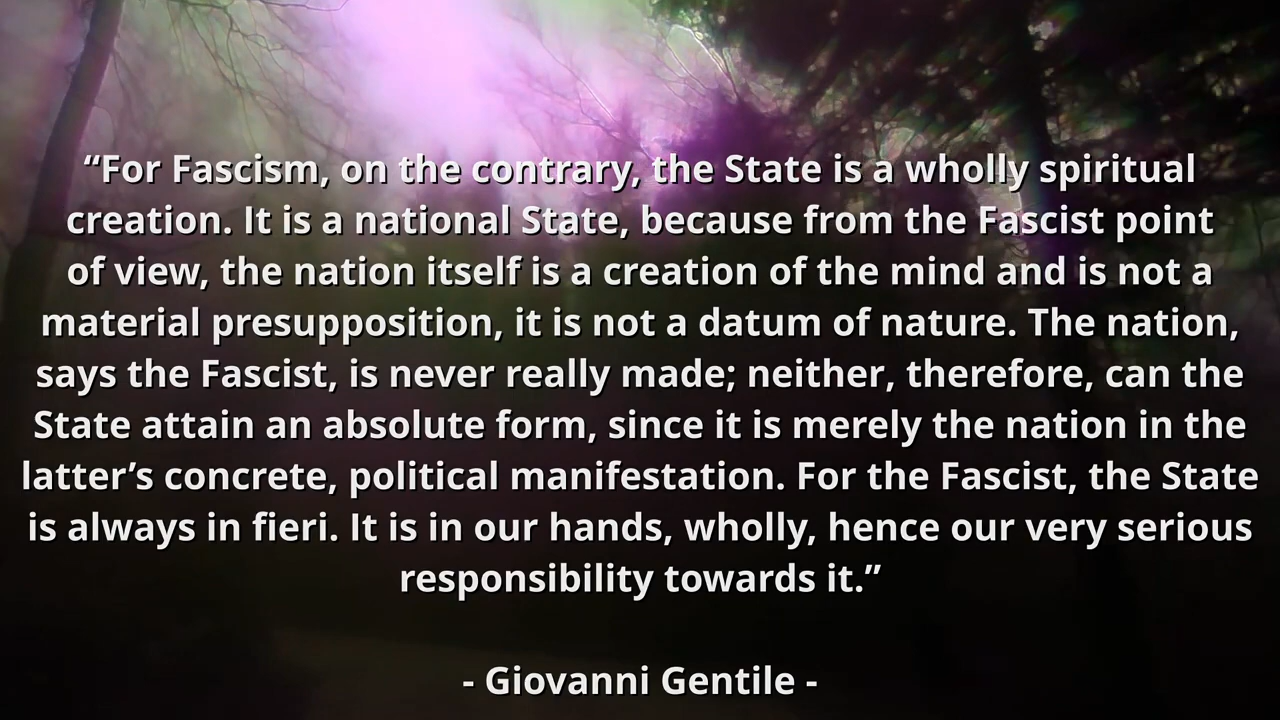 “For Fascism, on the contrary, the State is a wholly spiritual
creation. It is a national State, because from the Fascist point
of view, the nation itself is a creation of the mind and is not a
material presupposition, it is not a datum of nature. The nation,
says the Fascist, is never really made; neither, therefore, can the
State attain an absolute form, since it is merely the nation in the
latter’s concrete, political manifestation. For the Fascist, the State
is always in fieri. It is in our hands, wholly, hence our very serious
responsibility towards it.”
- Giovanni Gentile -